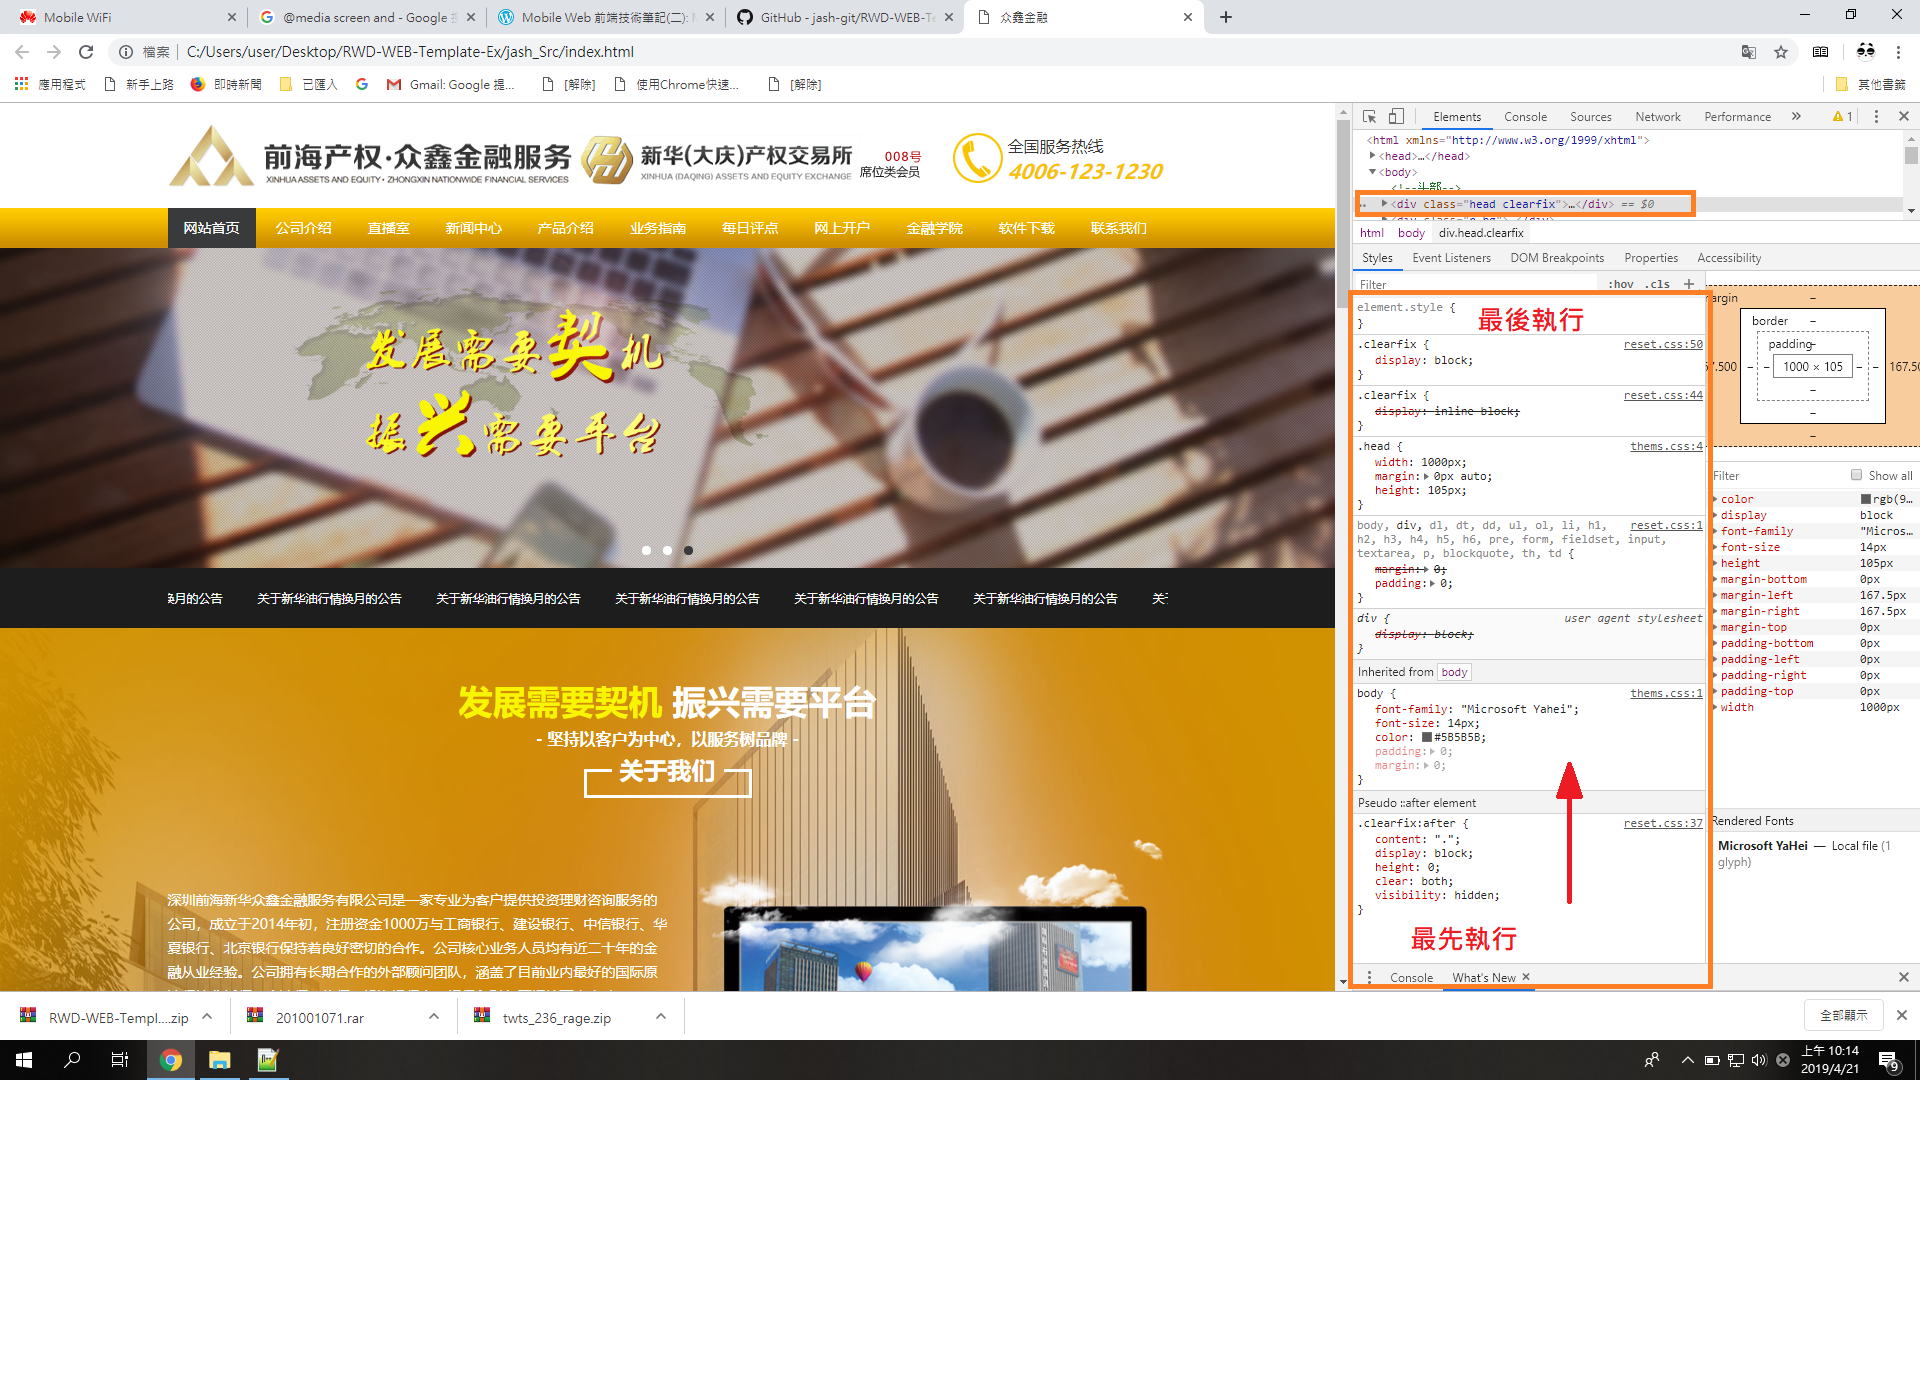 Mobile WiFi
@media screen and - Google 搜
Mobile Web 前端技術筆記(二): M
GitHub - jash-git/RWD-WEB-Te
众鑫金融
檔案
C:/Users/user/Desktop/RWD-WEB-Template-Ex/jash_Src/index.html
應用程式
新手上路
即時新聞
已匯入
Gmail: Google 提...
[解除]
使用Chrome快速...
[解除]
其他書籤
前海产权·众鑫金融服务
XINHUA ASSETS AND EQUITY · ZHONGXIN NATIONWIDE FINANCIAL SERVICES
新华(大庆)产权交易所
XINHUA (DAQING) ASSETS AND EQUITY EXCHANGE
008号
席位类会员
全国服务热线
4006-123-1230
网站首页 公司介绍 直播室 新闻中心 产品介绍 业务指南 每日评点 网上开户 金融学院 软件下载 联系我们
发展需要契机
振兴需要平台
换月的公告 关于新华油行情换月的公告 关于新华油行情换月的公告 关于新华油行情换月的公告 关于新华油行情换月的公告 关于新华油行情换月的公告 关于
发展需要契机 振兴需要平台
- 坚持以客户为中心，以服务树品牌 -
关于我们
深圳前海新华众鑫金融服务有限公司是一家专业为客户提供投资理财咨询服务的
公司，成立于2014年初，注册资金1000万与工商银行、建设银行、中信银行、华
夏银行、北京银行保持着良好密切的合作。公司核心业务人员均有近二十年的金
融从业经验。公司拥有长期合作的外部顾问团队，涵盖了目前业内最好的国际原
Elements Console Sources Network Performance » 1
<html xmlns="http://www.w3.org/1999/xhtml">
<head>…</head>
<body>
<!--头部-->
<div class="head clearfix">…</div> == $0
html body div.head.clearfix
Styles Event Listeners DOM Breakpoints Properties Accessibility
Filter :hov .cls +
element.style {
}
最後執行
.clearfix { reset.css:50
display: block;
}
.clearfix { reset.css:44
display: inline-block;
}
.head { thems.css:4
width: 1000px;
margin: 0px auto;
height: 105px;
}
body, div, dl, dt, dd, ul, ol, li, h1, reset.css:1
h2, h3, h4, h5, h6, pre, form, fieldset, input,
textarea, p, blockquote, th, td {
margin: 0;
padding: 0;
}
div { user agent stylesheet
display: block;
}
Inherited from body
body { thems.css:1
font-family: "Microsoft Yahei";
font-size: 14px;
color: #5B5B5B;
padding: 0;
margin: 0;
}
Pseudo ::after element
.clearfix:after { reset.css:37
content: ".";
display: block;
height: 0;
clear: both;
visibility: hidden;
}
最先執行
Console What's New
argin –
border –
padding –
7.500 – – 1000 × 105 – – 167.50
–
–
–
Filter Show all
color rgb(9…
display block
font-family "Micros…
font-size 14px
height 105px
margin-bottom 0px
margin-left 167.5px
margin-right 167.5px
margin-top 0px
padding-bottom 0px
padding-left 0px
padding-right 0px
padding-top 0px
width 1000px
Rendered Fonts
Microsoft YaHei — Local file (1
glyph)
RWD-WEB-Templ....zip
201001071.rar
twts_236_rage.zip
全部顯示
上午 10:14
2019/4/21
9